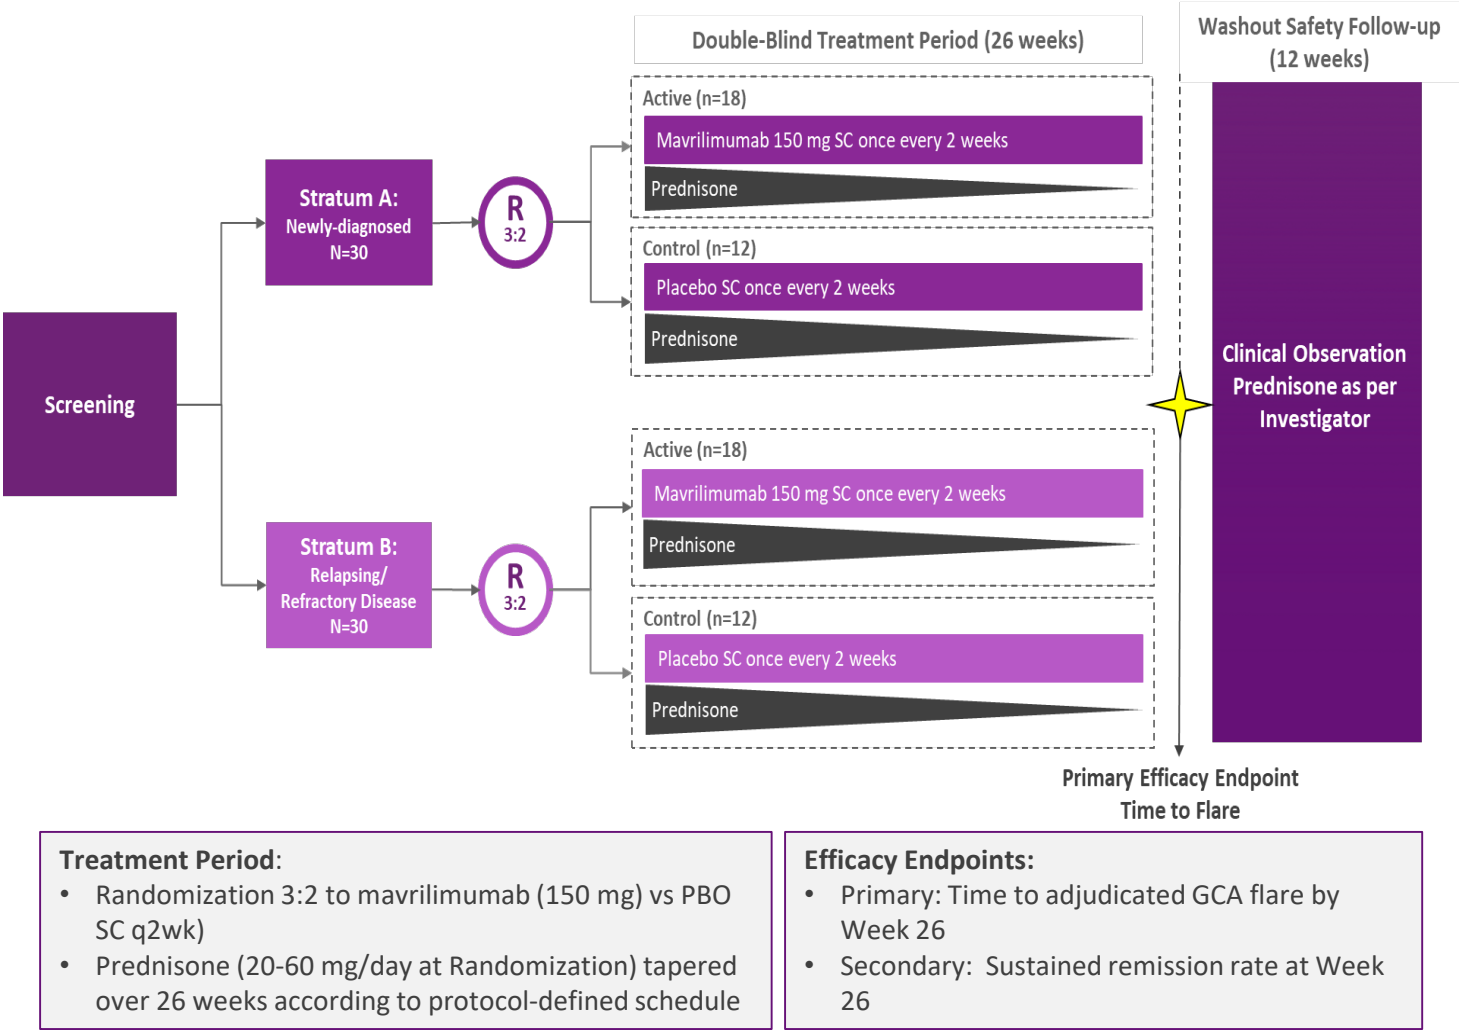 Double-Blind Treatment Period (26 weeks)
Washout Safety Follow-up
(12 weeks)
Screening
Stratum A:
Newly-diagnosed
N=30
R
3:2
Active (n=18)
Mavrilimumab 150 mg SC once every 2 weeks
Prednisone
Control (n=12)
Placebo SC once every 2 weeks
Prednisone
Stratum B:
Relapsing/
Refractory Disease
N=30
R
3:2
Active (n=18)
Mavrilimumab 150 mg SC once every 2 weeks
Prednisone
Control (n=12)
Placebo SC once every 2 weeks
Prednisone
Clinical Observation
Prednisone as per
Investigator
Primary Efficacy Endpoint
Time to Flare
Treatment Period:
• Randomization 3:2 to mavrilimumab (150 mg) vs PBO
SC q2wk)
• Prednisone (20-60 mg/day at Randomization) tapered
over 26 weeks according to protocol-defined schedule
Efficacy Endpoints:
• Primary: Time to adjudicated GCA flare by
Week 26
• Secondary: Sustained remission rate at Week
26